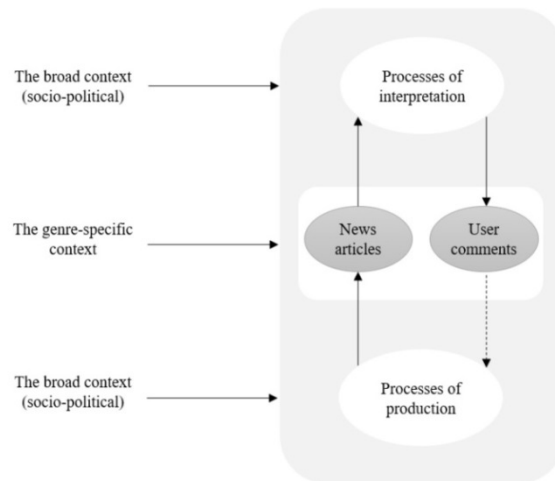 The broad context
(socio-political)
Processes of
interpretation
The genre-specific
context
News
articles
User
comments
The broad context
(socio-political)
Processes of
production